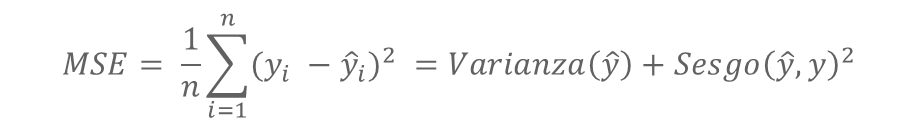 MSE = 1/n ∑_{i=1}^{n} (y_i − ŷ_i)² = Varianza(ŷ) + Sesgo(ŷ, y)²